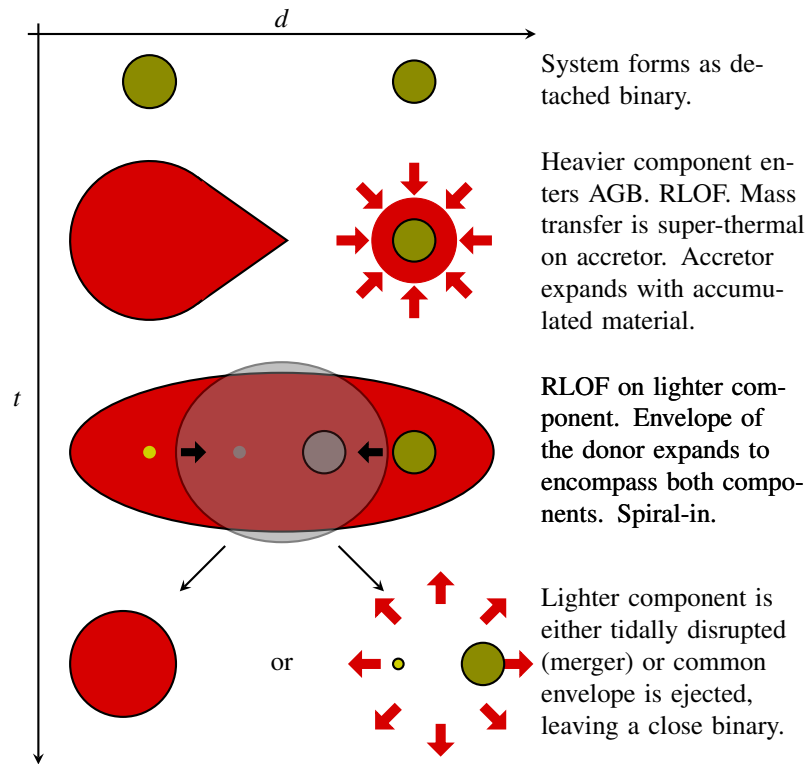 d
System forms as de-
tached binary.
Heavier component en-
ters AGB. RLOF. Mass
transfer is super-thermal
on accretor. Accretor
expands with accumu-
lated material.
t
RLOF on lighter com-
ponent. Envelope of
the donor expands to
encompass both compo-
nents. Spiral-in.
or
Lighter component is
either tidally disrupted
(merger) or common
envelope is ejected,
leaving a close binary.